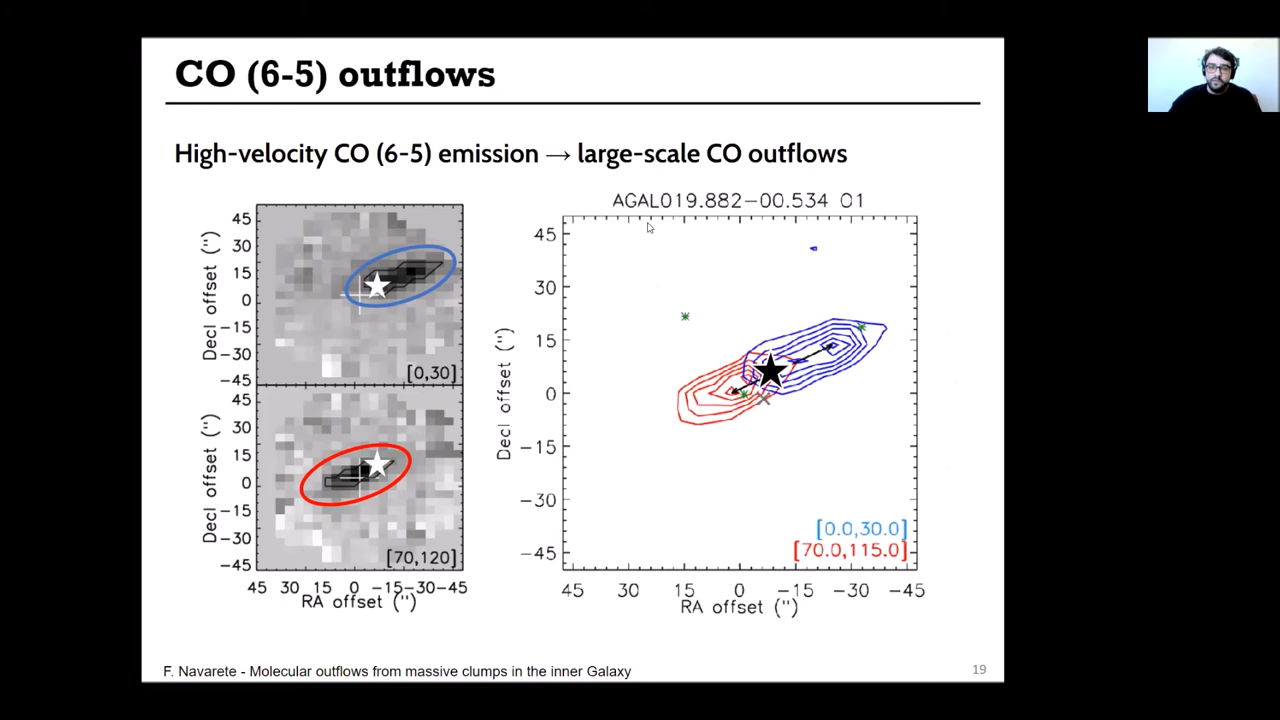 CO (6-5) outflows
High-velocity CO (6-5) emission → large-scale CO outflows
45
30
15
0
−15
−30
−45
Decl offset (")
[0,30]
45
30
15
0
−15
−30
−45
Decl offset (")
[70,120]
45 30 15 0 −15−30−45
RA offset (")
AGAL019.882−00.534 01
45
30
15
0
−15
−30
−45
Decl offset (")
[0.0,30.0]
[70.0,115.0]
45 30 15 0 −15 −30 −45
RA offset (")
F. Navarete - Molecular outflows from massive clumps in the inner Galaxy
19